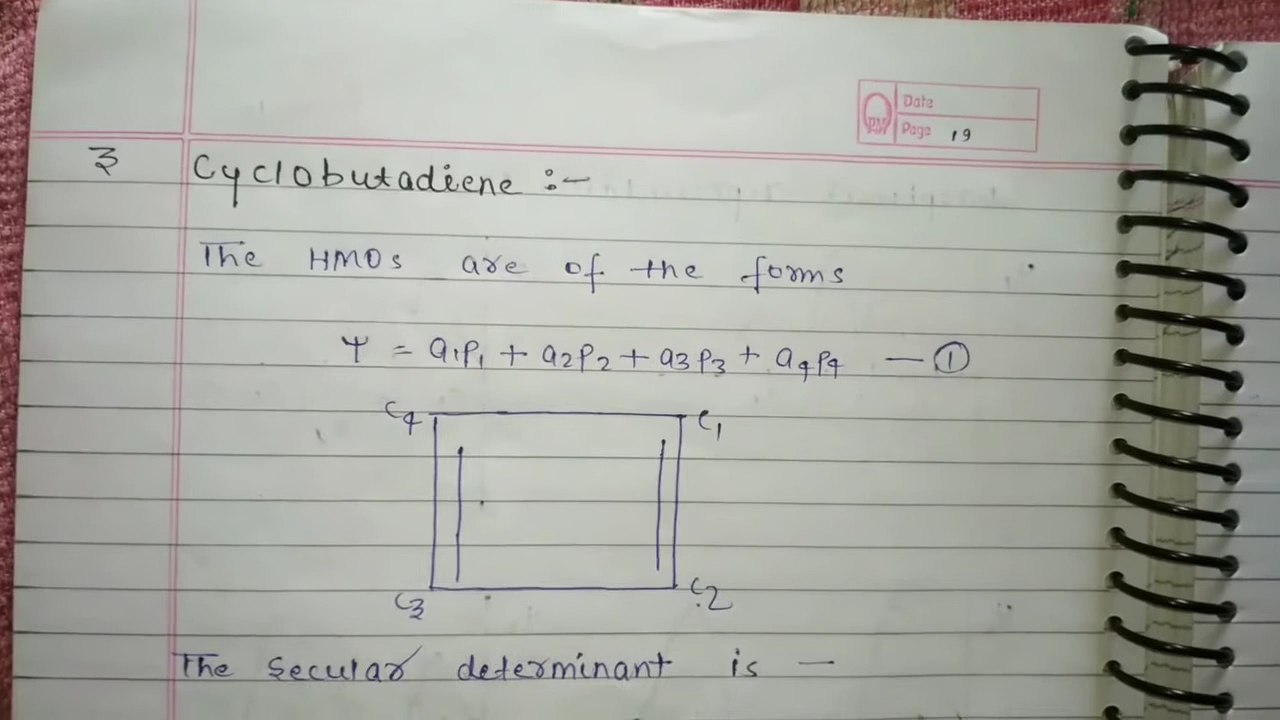 Date
Page 19
3 Cyclobutadiene :-
The HMOs are of the forms
Ψ = a1p1 + a2p2 + a3p3 + a4p4 — ①
C4 C1
C3 C2
The secular determinant is —